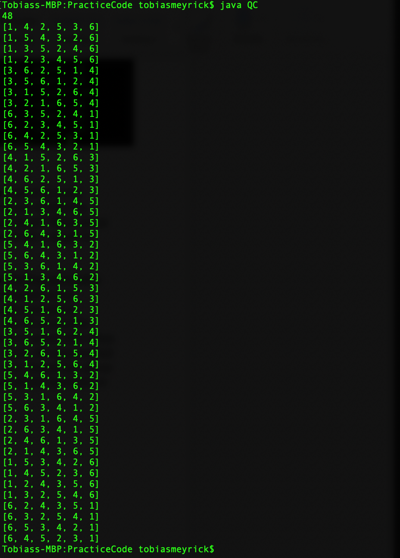 [Tobiass-MBP:PracticeCode tobiasmeyrick$ java QC
48
[1, 4, 2, 5, 3, 6]
[1, 5, 4, 3, 2, 6]
[1, 3, 5, 2, 4, 6]
[1, 2, 3, 4, 5, 6]
[3, 6, 2, 5, 1, 4]
[3, 5, 6, 1, 2, 4]
[3, 1, 5, 2, 6, 4]
[3, 2, 1, 6, 5, 4]
[6, 3, 5, 2, 4, 1]
[6, 2, 3, 4, 5, 1]
[6, 4, 2, 5, 3, 1]
[6, 5, 4, 3, 2, 1]
[4, 1, 5, 2, 6, 3]
[4, 2, 1, 6, 5, 3]
[4, 6, 2, 5, 1, 3]
[4, 5, 6, 1, 2, 3]
[2, 3, 6, 1, 4, 5]
[2, 1, 3, 4, 6, 5]
[2, 4, 1, 6, 3, 5]
[2, 6, 4, 3, 1, 5]
[5, 4, 1, 6, 3, 2]
[5, 6, 4, 3, 1, 2]
[5, 3, 6, 1, 4, 2]
[5, 1, 3, 4, 6, 2]
[4, 2, 6, 1, 5, 3]
[4, 1, 2, 5, 6, 3]
[4, 5, 1, 6, 2, 3]
[4, 6, 5, 2, 1, 3]
[3, 5, 1, 6, 2, 4]
[3, 6, 5, 2, 1, 4]
[3, 2, 6, 1, 5, 4]
[3, 1, 2, 5, 6, 4]
[5, 4, 6, 1, 3, 2]
[5, 1, 4, 3, 6, 2]
[5, 3, 1, 6, 4, 2]
[5, 6, 3, 4, 1, 2]
[2, 3, 1, 6, 4, 5]
[2, 6, 3, 4, 1, 5]
[2, 4, 6, 1, 3, 5]
[2, 1, 4, 3, 6, 5]
[1, 5, 3, 4, 2, 6]
[1, 4, 5, 2, 3, 6]
[1, 2, 4, 3, 5, 6]
[1, 3, 2, 5, 4, 6]
[6, 2, 4, 3, 5, 1]
[6, 3, 2, 5, 4, 1]
[6, 5, 3, 4, 2, 1]
[6, 4, 5, 2, 3, 1]
Tobiass-MBP:PracticeCode tobiasmeyrick$